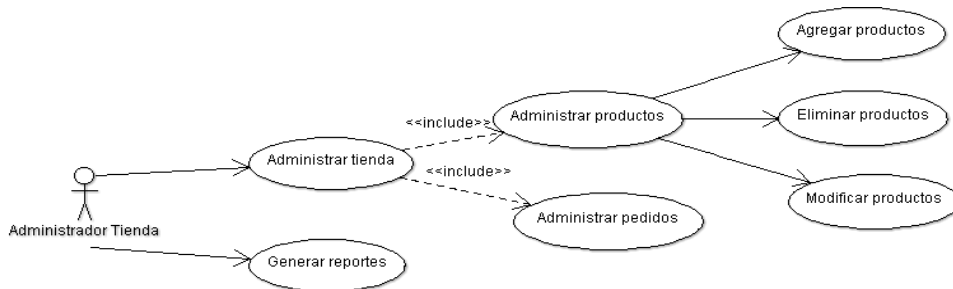 Agregar productos
<<include>>
Administrar productos
Eliminar productos
Administrar tienda
<<include>>
Modificar productos
Administrar pedidos
Administrador Tienda
Generar reportes